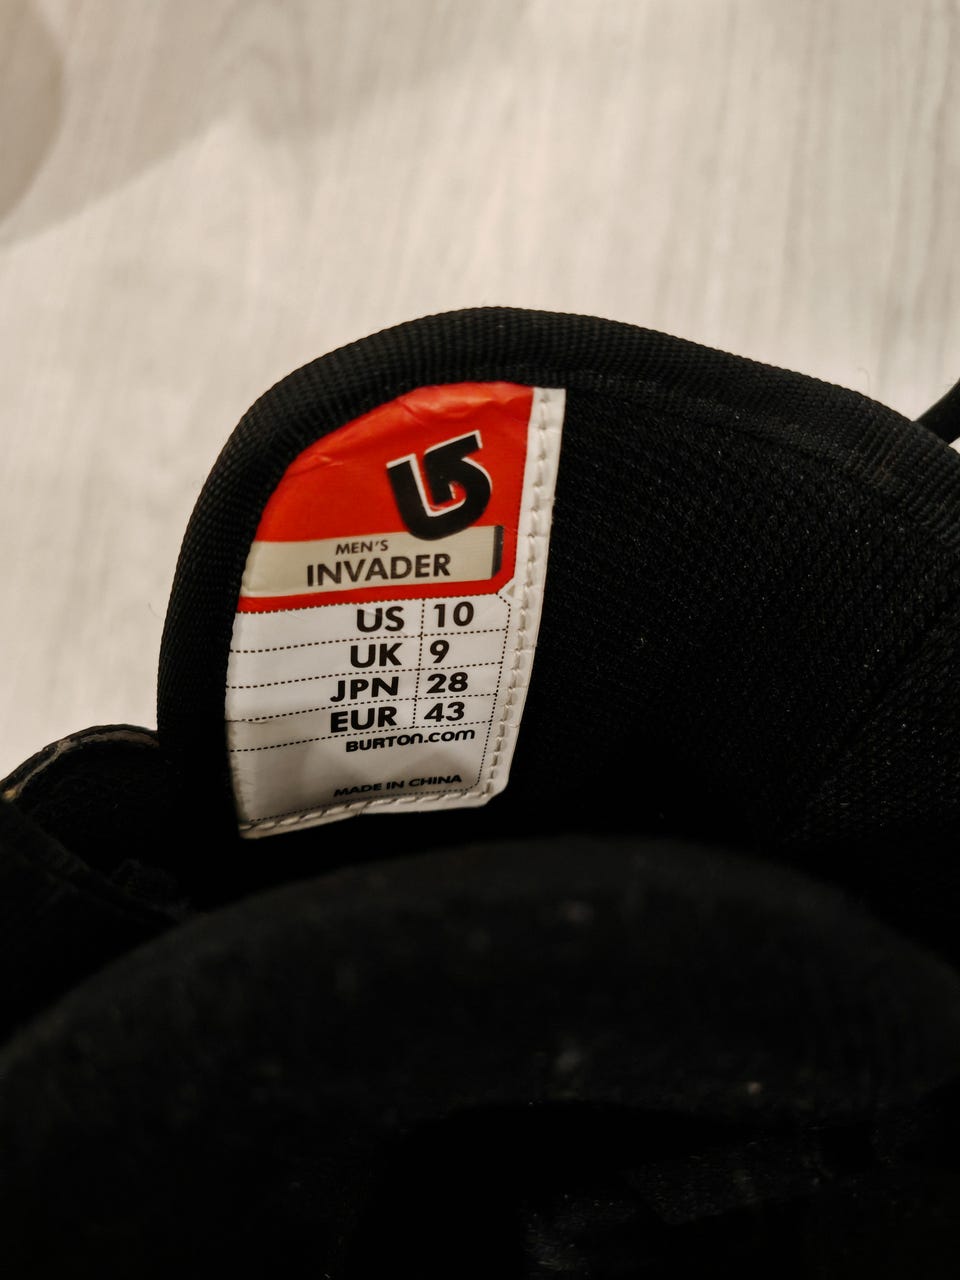 MEN'S
INVADER
US 10
UK 9
JPN 28
EUR 43
BURTON.COM
MADE IN CHINA